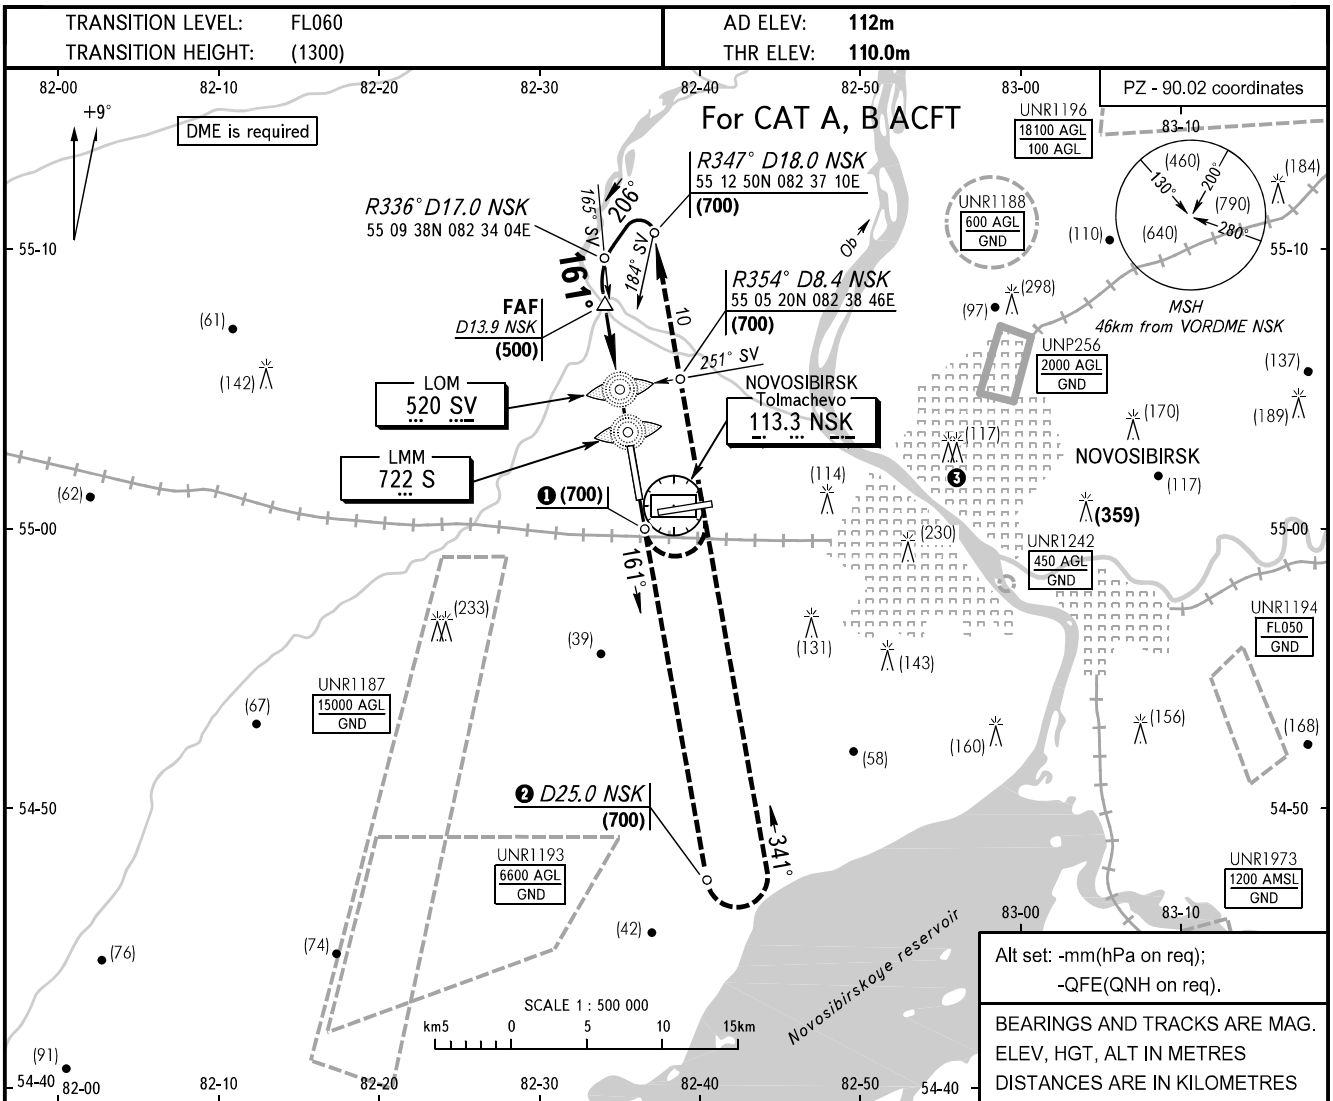 TRANSITION LEVEL: FL060
TRANSITION HEIGHT: (1300)
AD ELEV: 112m
THR ELEV: 110.0m
82-00 82-10 82-20 82-30 82-40 82-50 83-00
PZ - 90.02 coordinates
83-10
+9°
DME is required
For CAT A, B ACFT
UNR1196
18100 AGL
100 AGL
(460)
130°
200°
(790)
280°
(640)
MSH
46km from VORDME NSK
(184)
R347° D18.0 NSK
55 12 50N 082 37 10E
(700)
R336° D17.0 NSK
55 09 38N 082 34 04E
165° SV
206°
184° SV
161°
UNR1188
600 AGL
GND
(110)
Ob
55-10
55-10
R354° D8.4 NSK
55 05 20N 082 38 46E
(700)
10
FAF
D13.9 NSK
(500)
251° SV
(298)
(97)
UNP256
2000 AGL
GND
(61)
(142)
(137)
(189)
(170)
LOM
520 SV
NOVOSIBIRSK
Tolmachevo
113.3 NSK
(117)
3
NOVOSIBIRSK
(117)
LMM
722 S
(62)
1 (700)
(114)
(359)
55-00
55-00
(230)
UNR1242
450 AGL
GND
161°
(233)
(39)
(131)
(143)
UNR1194
FL050
GND
UNR1187
15000 AGL
GND
(67)
(58)
(160)
(156)
(168)
2 D25.0 NSK
(700)
54-50
54-50
341°
UNR1193
6600 AGL
GND
UNR1973
1200 AMSL
GND
83-00
83-10
(42)
(74)
(76)
Novosibirskoye reservoir
SCALE 1 : 500 000
km5 0 5 10 15km
(91)
54-40
82-00 82-10 82-20 82-30 82-40 82-50
54-40
Alt set: -mm(hPa on req);
-QFE(QNH on req).
BEARINGS AND TRACKS ARE MAG.
ELEV, HGT, ALT IN METRES
DISTANCES ARE IN KILOMETRES